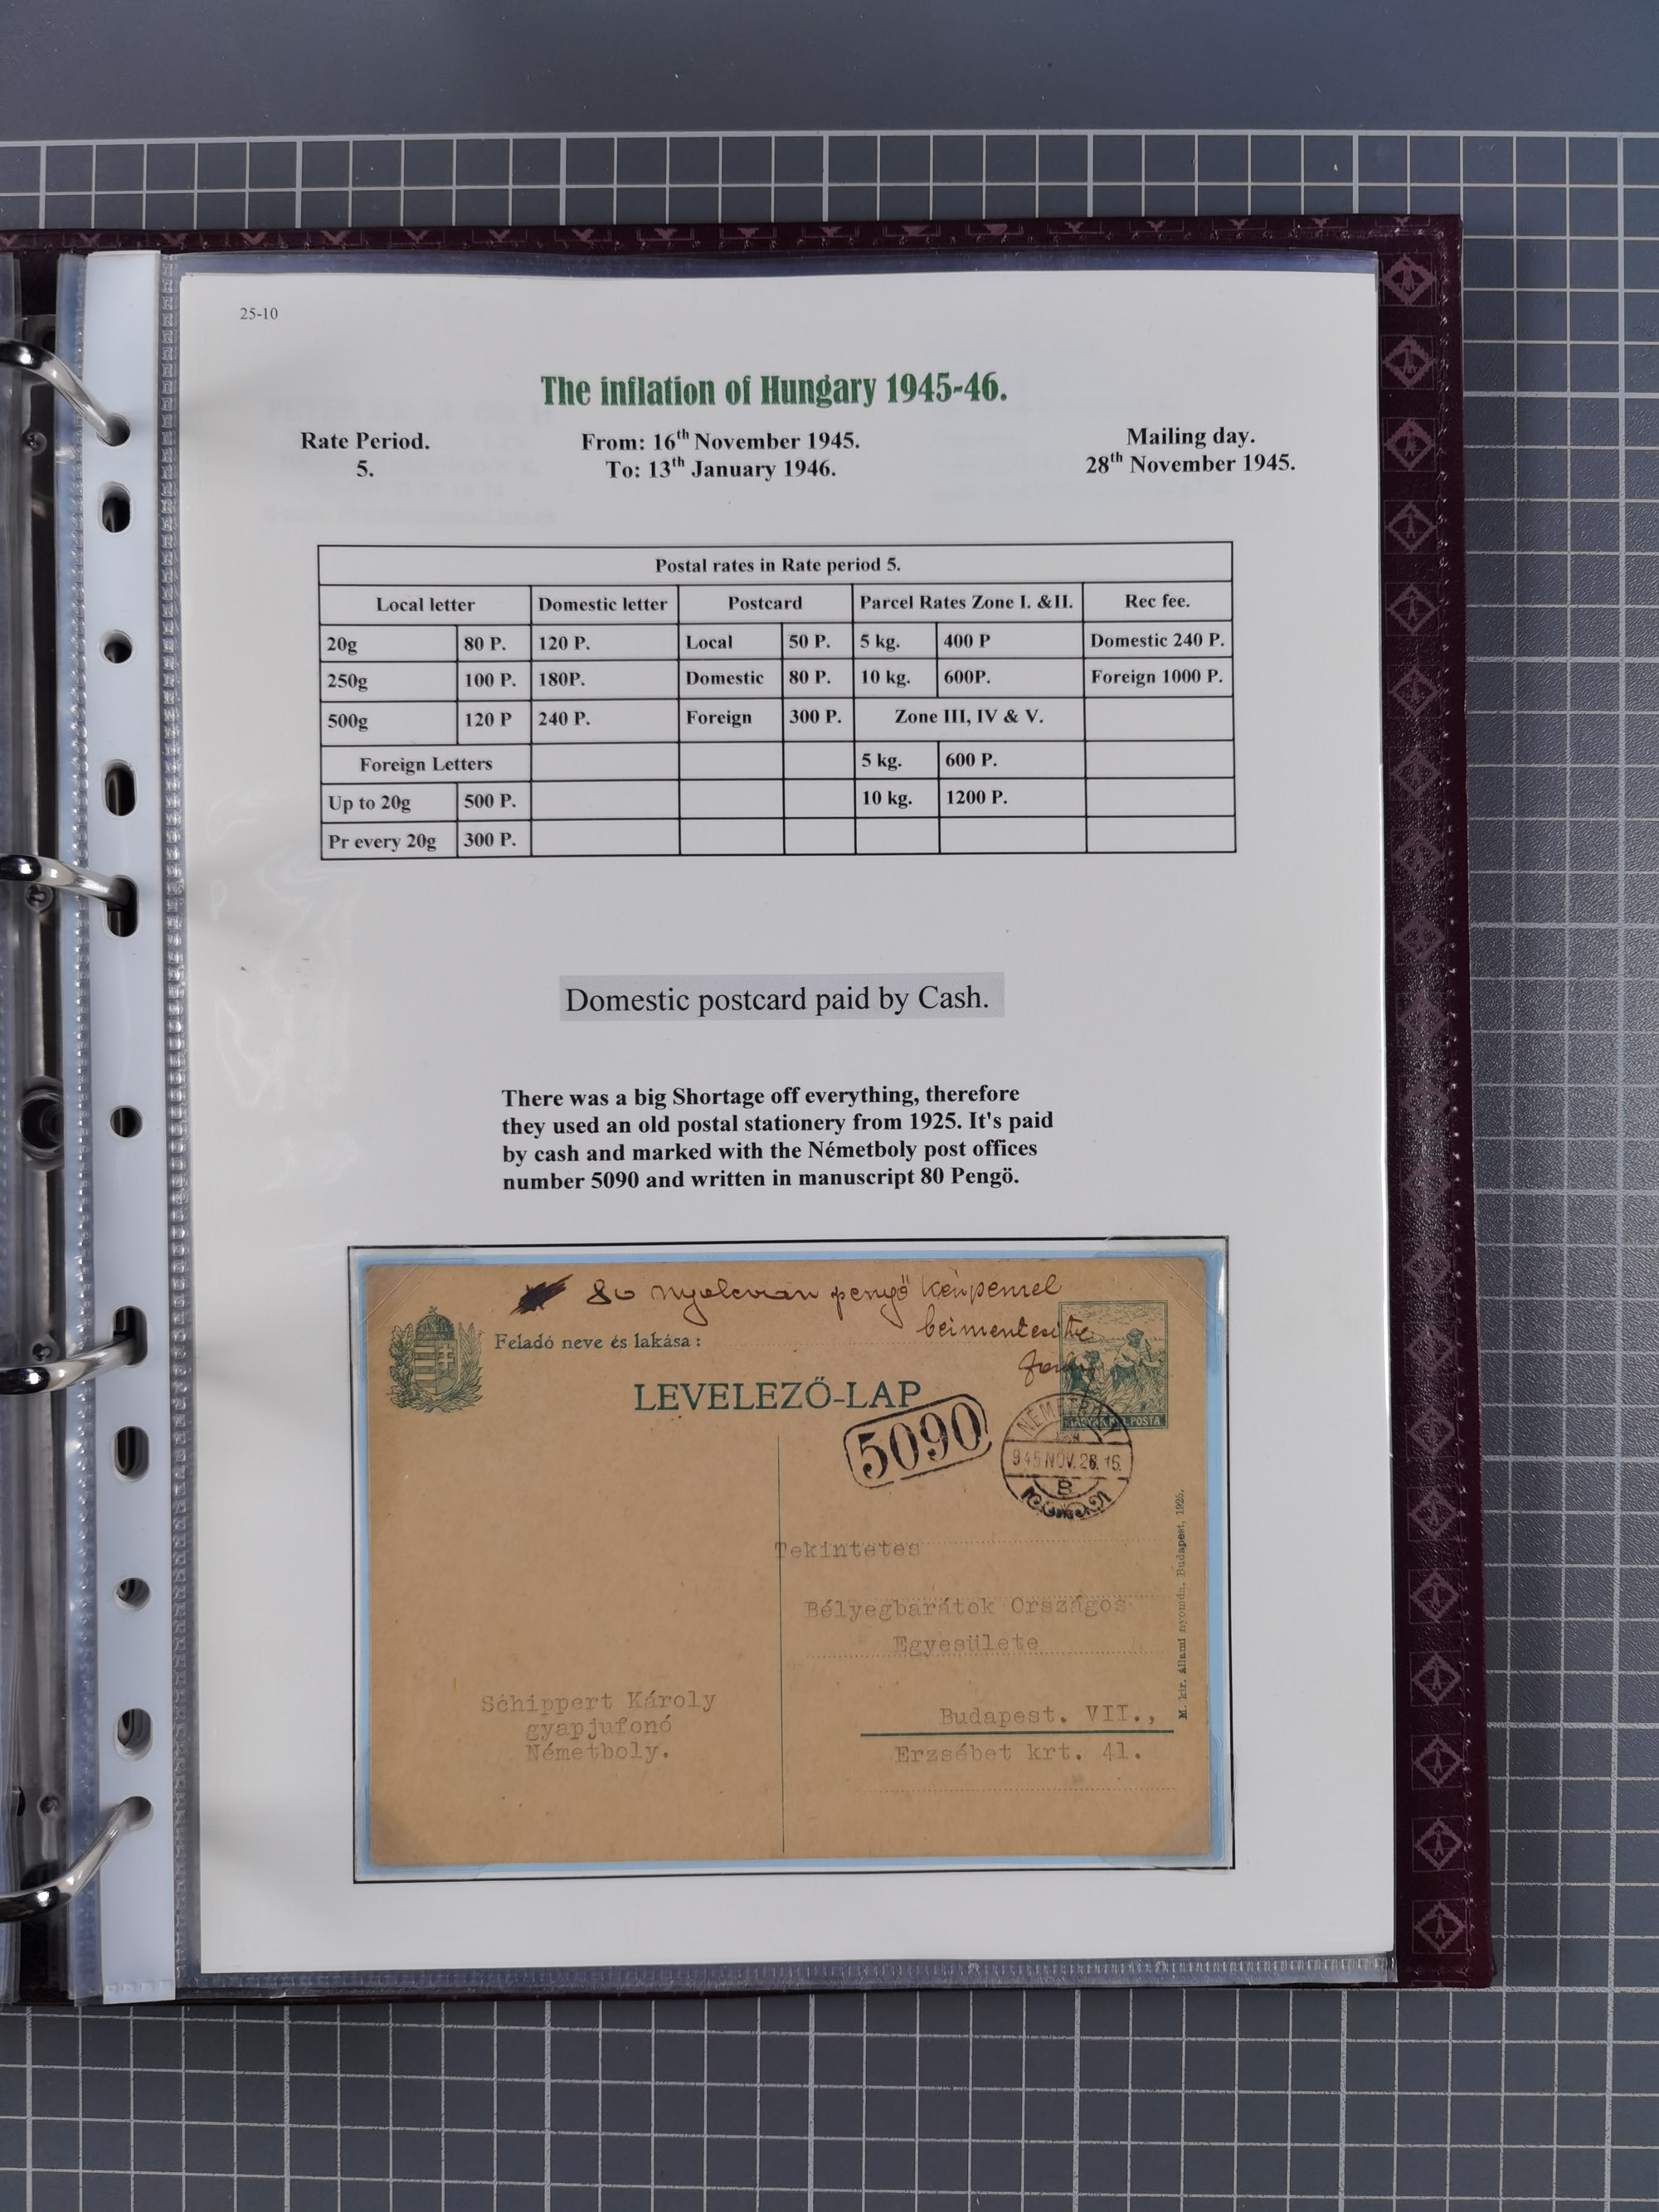 25-10
The inflation of Hungary 1945-46.
Rate Period.
5.
From: 16th November 1945.
To: 13th January 1946.
Mailing day.
28th November 1945.
Postal rates in Rate period 5.
Local letter Domestic letter Postcard Parcel Rates Zone I. &II. Rec fee.
20g 80 P. 120 P. Local 50 P. 5 kg. 400 P Domestic 240 P.
250g 100 P. 180P. Domestic 80 P. 10 kg. 600P. Foreign 1000 P.
500g 120 P 240 P. Foreign 300 P. Zone III, IV & V.
Foreign Letters 5 kg. 600 P.
Up to 20g 500 P. 10 kg. 1200 P.
Pr every 20g 300 P.
Domestic postcard paid by Cash.
There was a big Shortage off everything, therefore
they used an old postal stationery from 1925. It's paid
by cash and marked with the Németboly post offices
number 5090 and written in manuscript 80 Pengö.
80 pengő
Feladó neve és lakása:
LEVELEZŐ-LAP
MAGYAR KIR. POSTA
5090
NÉMETBÓLY
945 NOV. 28. 16.
B
Tekintetes
Bélyegbarátok Országos
Egyesülete
Budapest. VII.,
Erzsébet krt. 41.
Schippert Károly
gyapjufonó
Németboly.
M. kir. állami nyomda. Budapest, 1925.